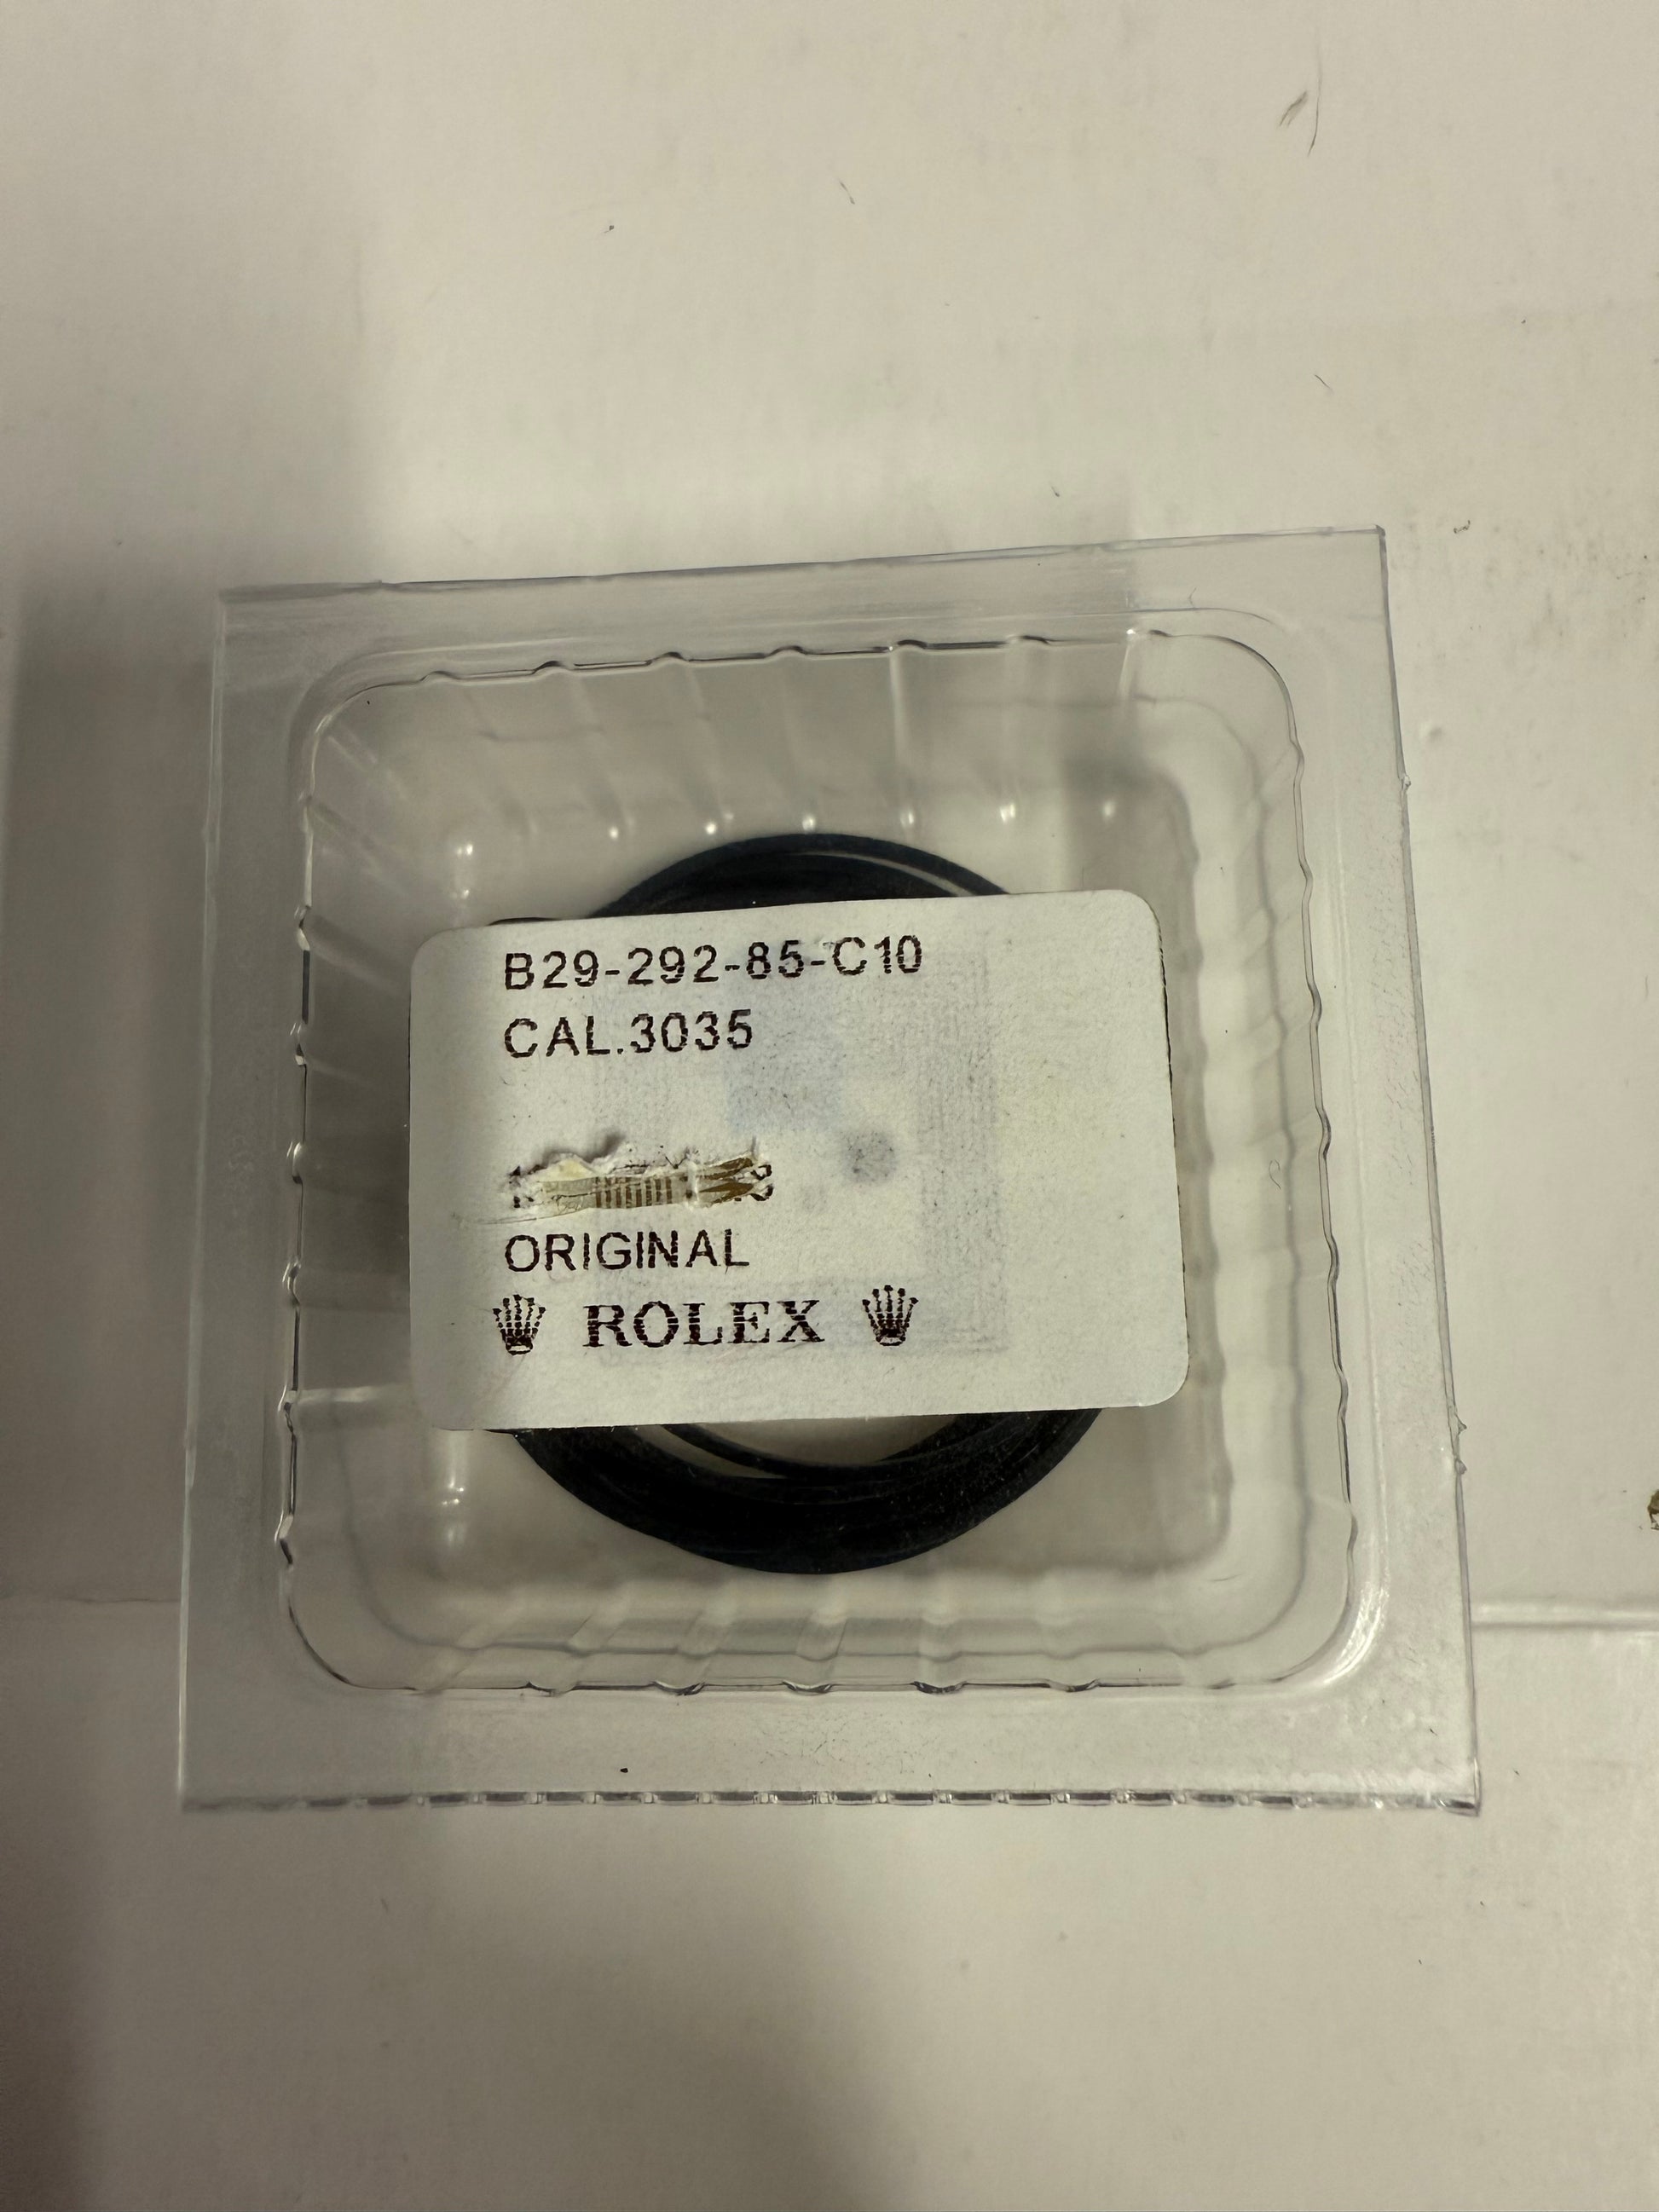 B29-292-85-C10
CAL.3035
ORIGINAL
ROLEX